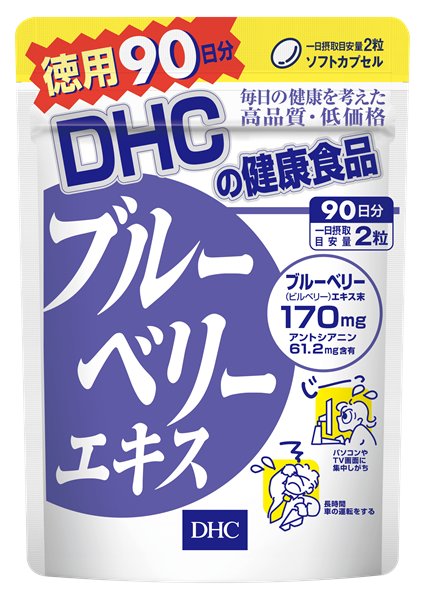 徳用90日分
一日摂取目安量2粒
ソフトカプセル
毎日の健康を考えた
高品質・低価格
DHC
の健康食品
90日分
一日摂取
目安量2粒
ブルーベリー
エキス
ブルーベリー
(ビルベリー)エキス末
170mg
アントシアニン
61.2mg含有
じーっ
パソコンや
TV画面に
集中しがち
長時間
車の運転をする
DHC